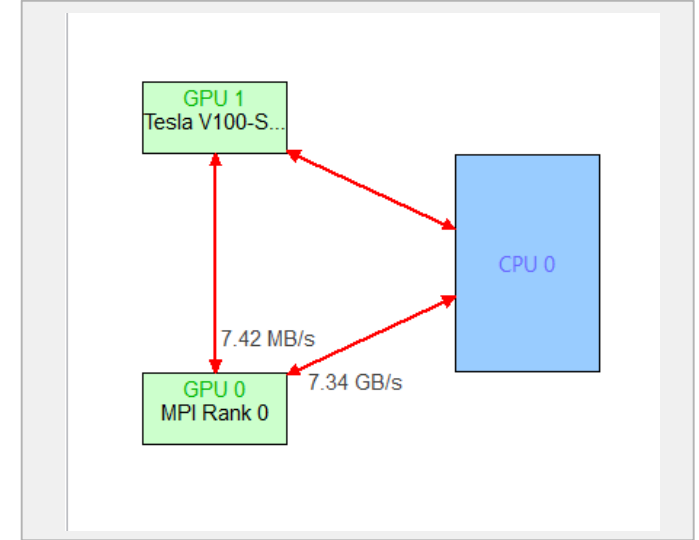 GPU 1
Tesla V100-S...
CPU 0
7.42 MB/s
7.34 GB/s
GPU 0
MPI Rank 0